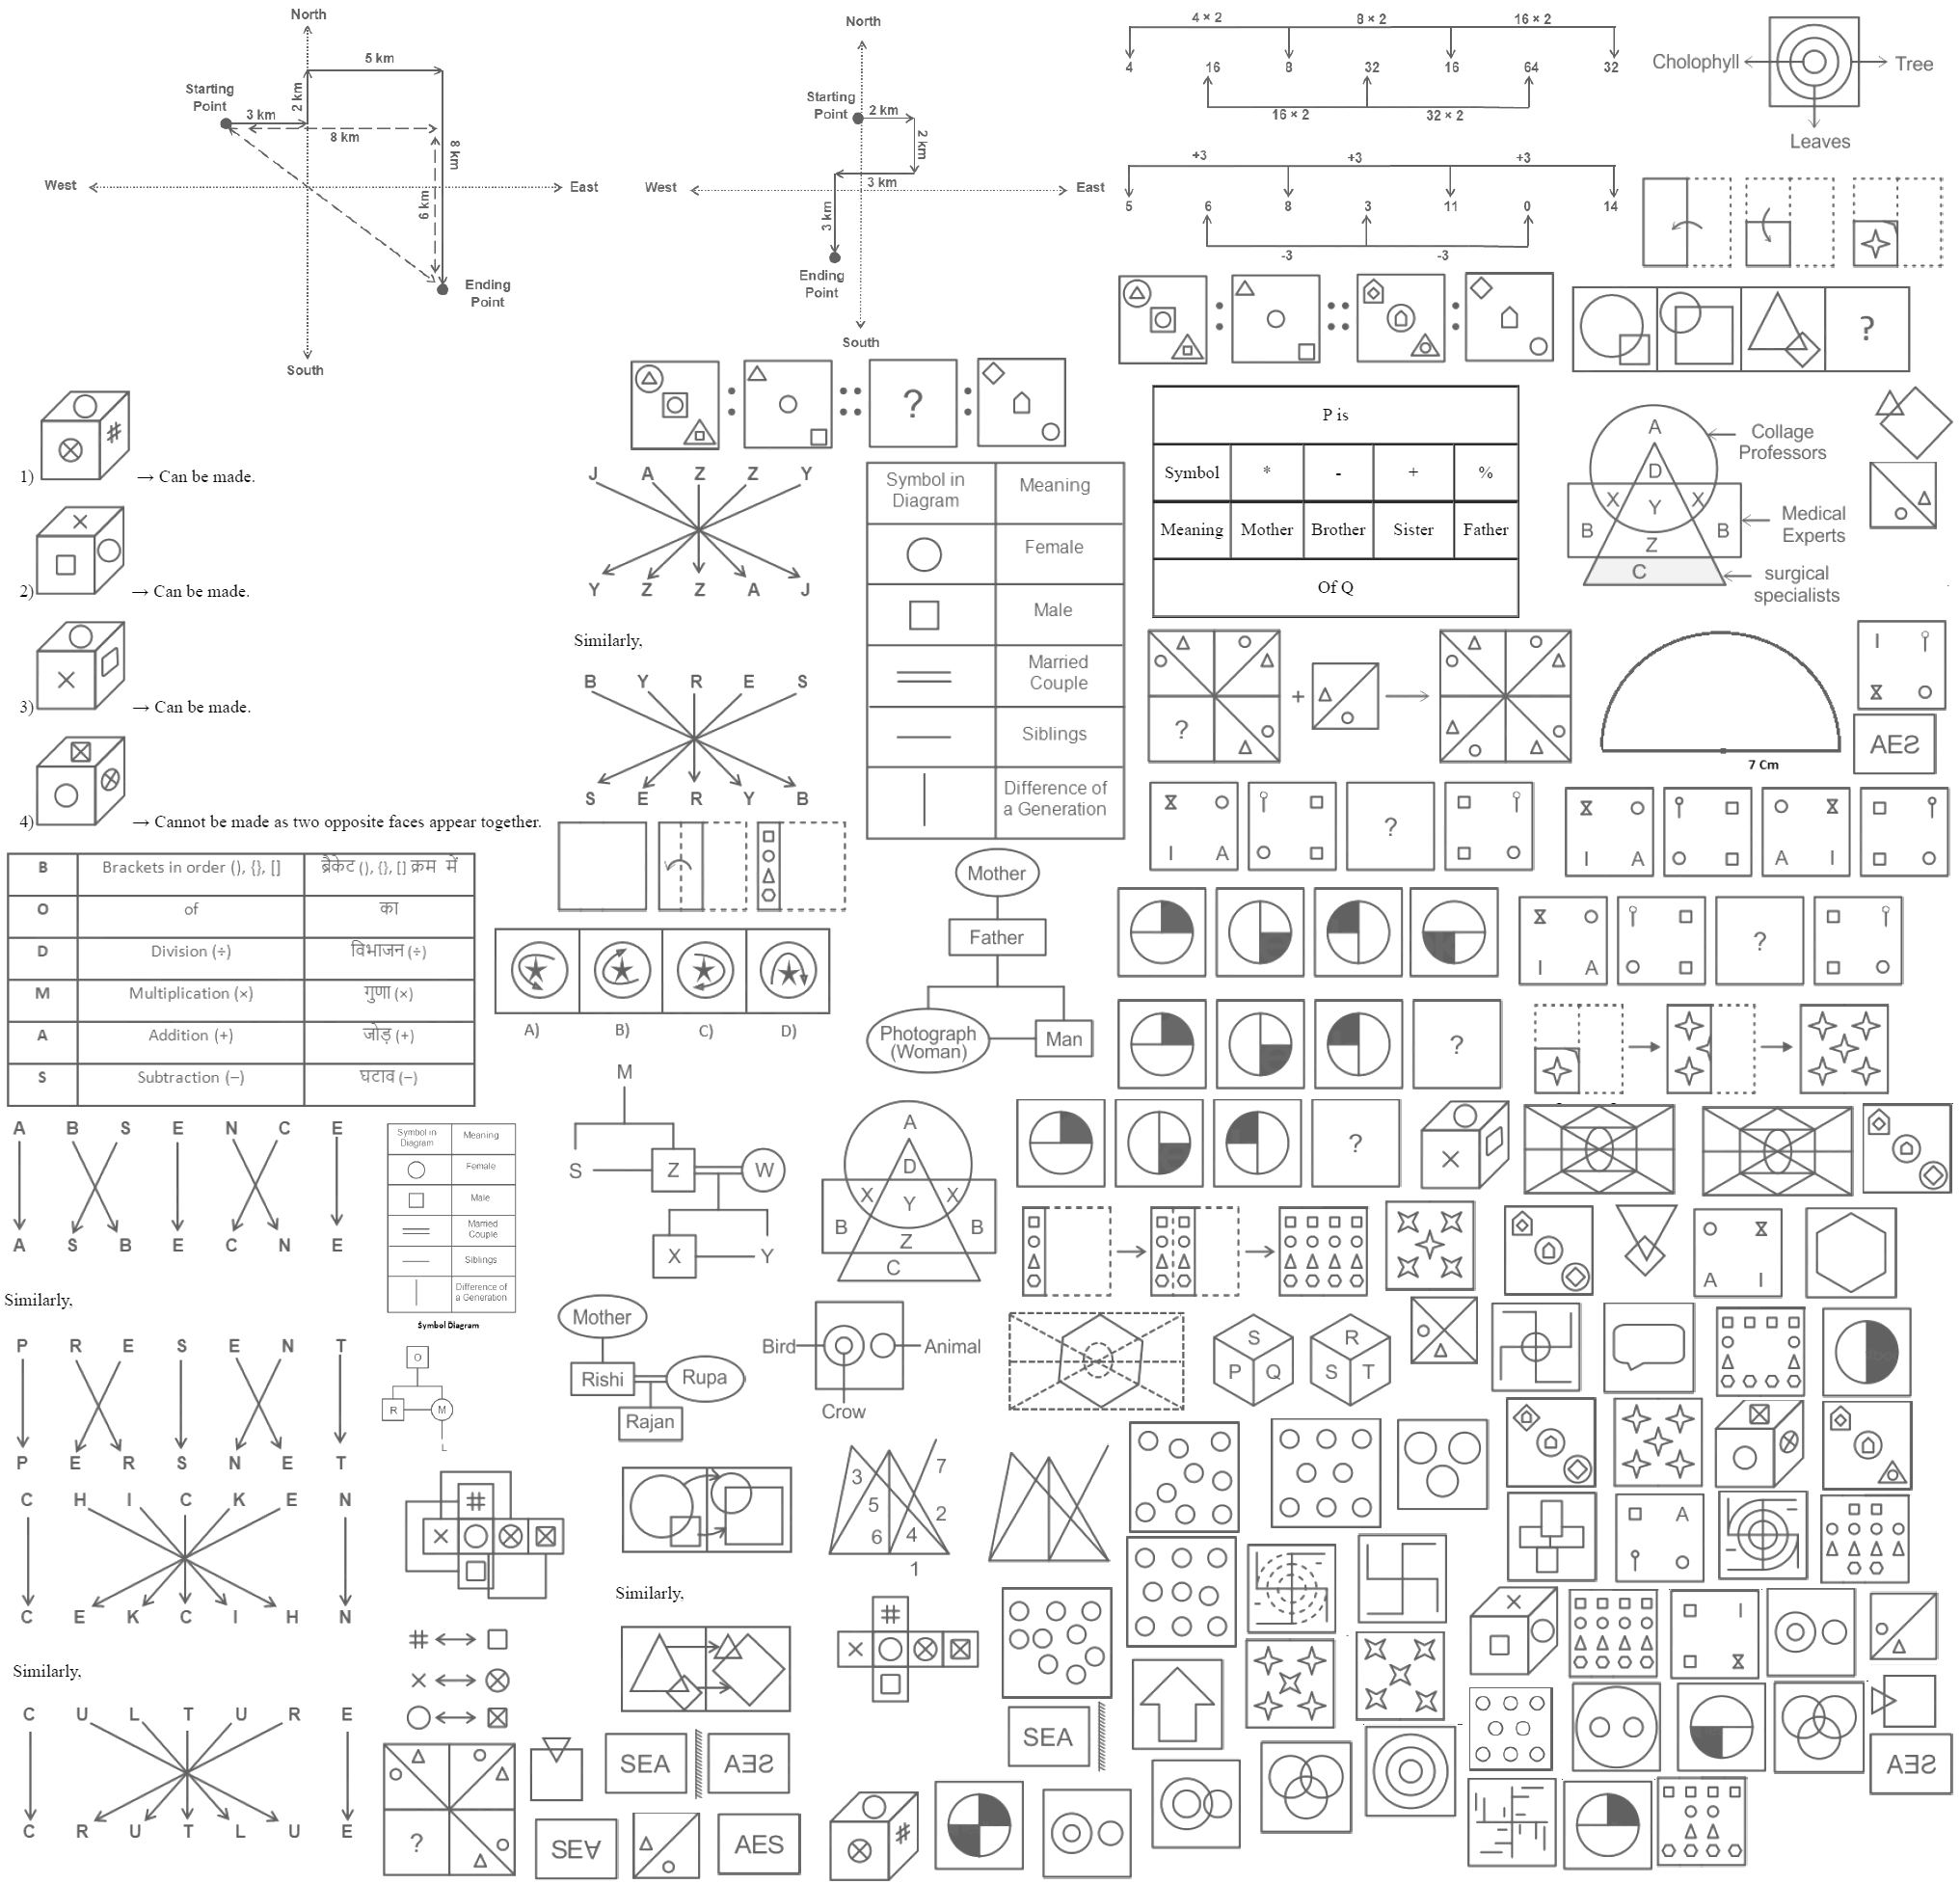 North
5 km
Starting
Point
2 km
3 km
8 km
8 km
6 km
West
East
Ending
Point
South
North
Starting
Point
2 km
2 km
West
East
3 km
3 km
Ending
Point
South
4 × 2
8 × 2
16 × 2
4
16
8
32
16
64
32
16 × 2
32 × 2
+3
+3
+3
5
6
8
3
11
0
14
-3
-3
Cholophyll
Tree
Leaves
?
?
P is
Symbol * - + %
Meaning Mother Brother Sister Father
Of Q
A
D
X Y X
B B
Z
C
Collage
Professors
Medical
Experts
surgical
specialists
1) → Can be made.
2) → Can be made.
3) → Can be made.
4) → Cannot be made as two opposite faces appear together.
J A Z Z Y
Y Z Z A J
Similarly,
B Y R E S
S E R Y B
Symbol in
Diagram
Meaning
Female
Male
Married
Couple
Siblings
Difference of
a Generation
?
+
7 Cm
I
AES
I A
?
I A
A I
B Brackets in order (), {}, [] ब्रैकेट (), {}, [] क्रम में
O of का
D Division (÷) विभाजन (÷)
M Multiplication (×) गुणा (×)
A Addition (+) जोड़ (+)
S Subtraction (–) घटाव (–)
A) B) C) D)
Mother
Father
Photograph
(Woman)
Man
I A
?
?
?
A B S E N C E
A S B E C N E
Similarly,
P R E S E N T
P E R S N E T
C H I C K E N
C E K C I H N
Similarly,
C U L T U R E
C R U T L U E
Symbol in
Diagram
Meaning
Female
Male
Married
Couple
Siblings
Difference of
a Generation
Symbol Diagram
O
R M
L
M
S Z W
X Y
Mother
Rishi Rupa
Rajan
A
D
X Y X
B B
Z
C
Bird
Animal
Crow
S
P Q
R
S T
A I
3
7
5
2
6
4
1
Similarly,
A
I
SEA
SEA
AES
SEA
AES
AES
?